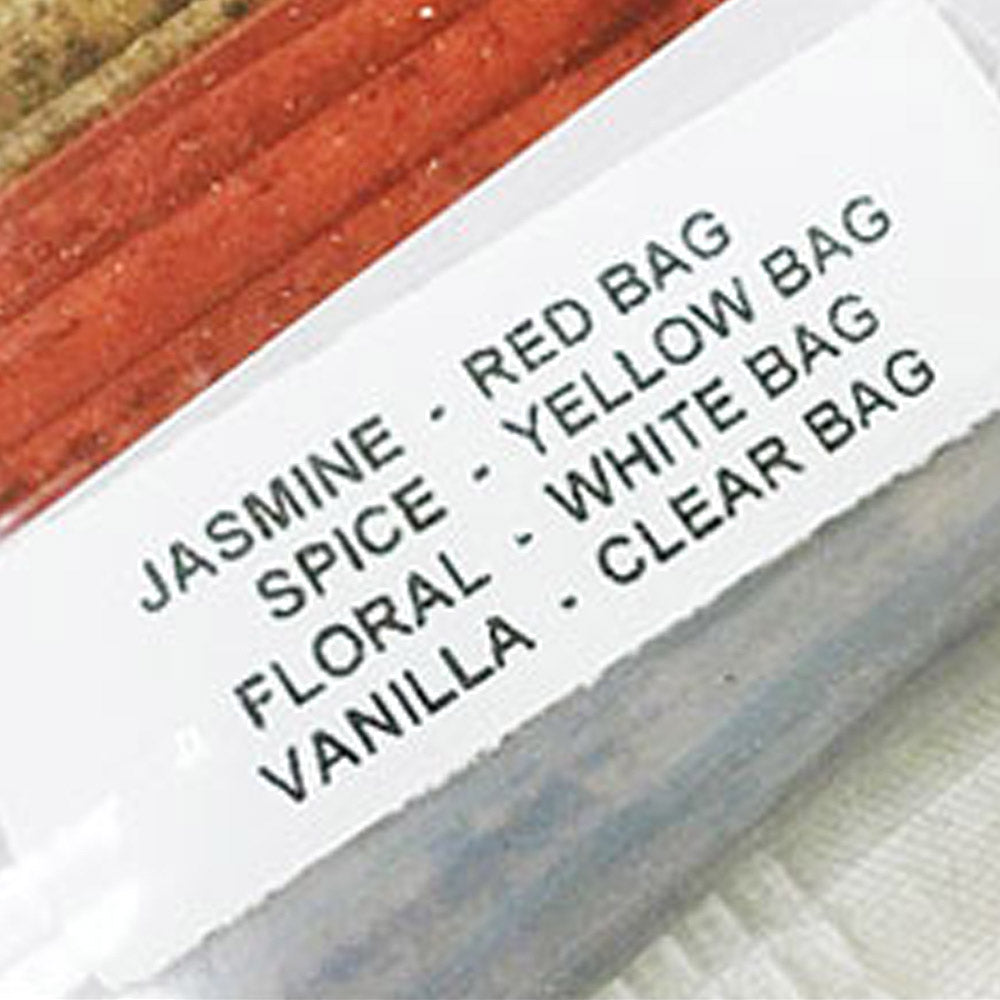 JASMINE - RED BAG
SPICE - YELLOW BAG
FLORAL - WHITE BAG
VANILLA - CLEAR BAG